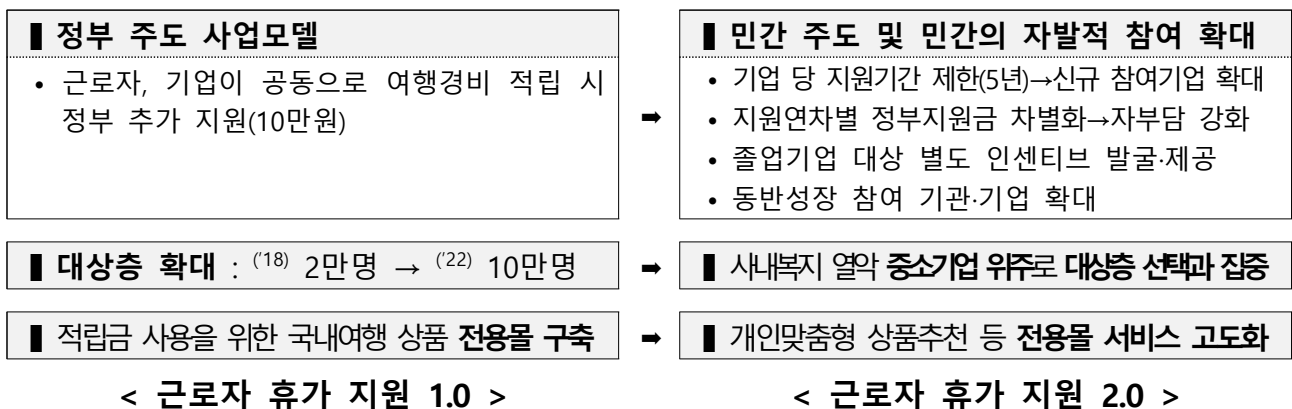 ▌정부 주도 사업모델
• 근로자, 기업이 공동으로 여행경비 적립 시
정부 추가 지원(10만원)
➡
▌민간 주도 및 민간의 자발적 참여 확대
• 기업 당 지원기간 제한(5년)→신규 참여기업 확대
• 지원연차별 정부지원금 차별화→자부담 강화
• 졸업기업 대상 별도 인센티브 발굴·제공
• 동반성장 참여 기관·기업 확대
▌대상층 확대 : ('18) 2만명 → ('22) 10만명
➡
▌사내복지 열악 중소기업 위주로 대상층 선택과 집중
▌적립금 사용을 위한 국내여행 상품 전용몰 구축
➡
▌개인맞춤형 상품추천 등 전용몰 서비스 고도화
< 근로자 휴가 지원 1.0 >
< 근로자 휴가 지원 2.0 >